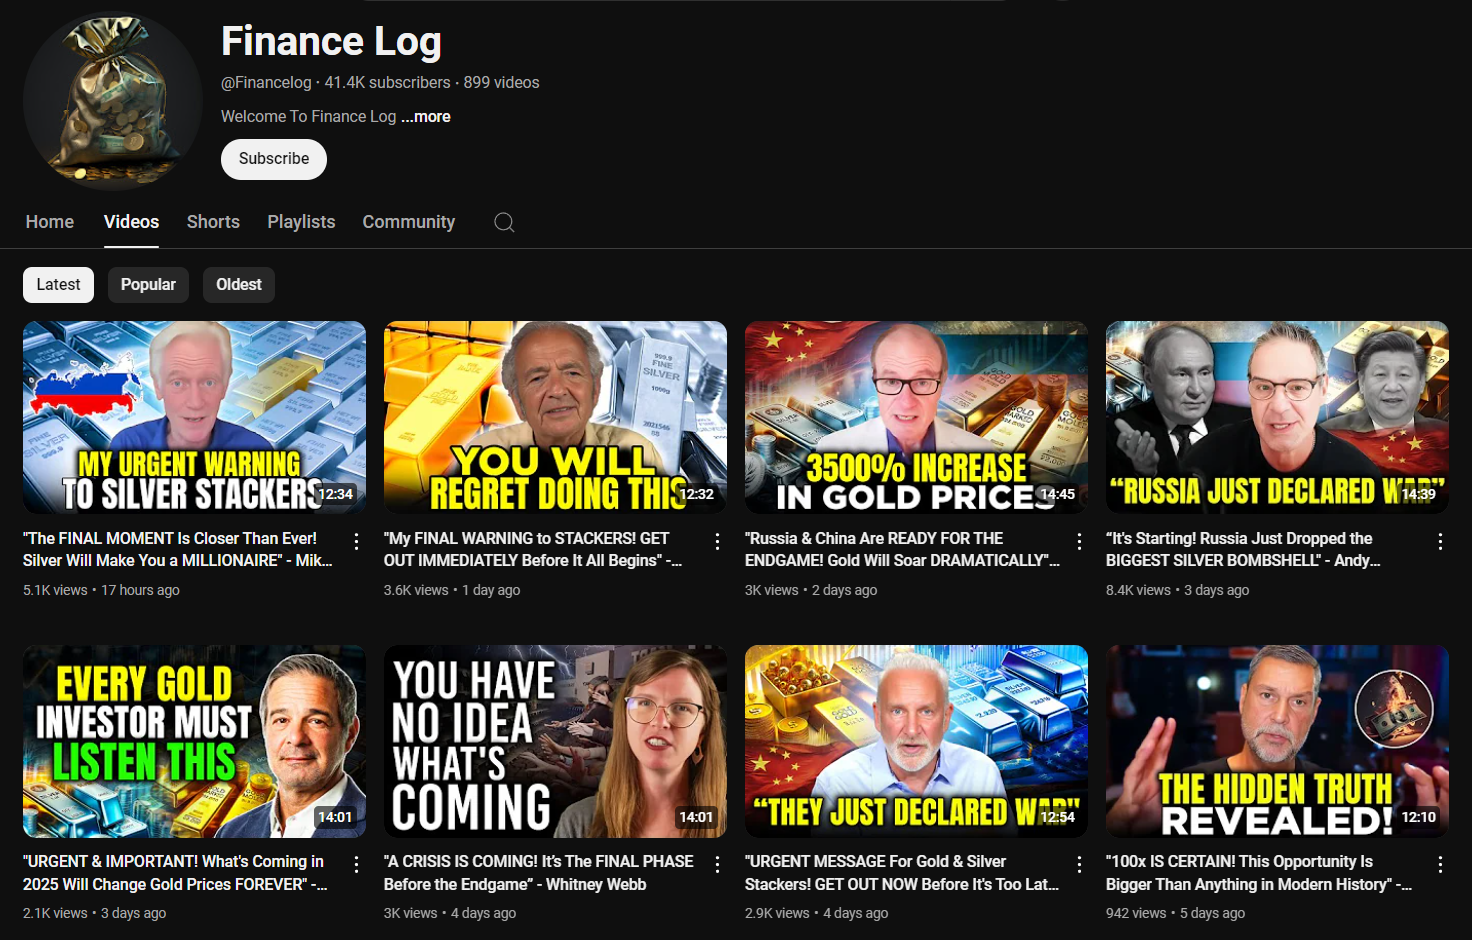 Finance Log
@Financelog · 41.4K subscribers · 899 videos
Welcome To Finance Log ...more
Subscribe
Home Videos Shorts Playlists Community
Latest Popular Oldest
MY URGENT WARNING
TO SILVER STACKERS
12:34
FINE
SILVER
YOU WILL
REGRET DOING THIS
12:32
999.9
FINE
SILVER
1000g
3500% INCREASE
IN GOLD PRICES
14:45
“RUSSIA JUST DECLARED WAR”
14:39
"The FINAL MOMENT Is Closer Than Ever!
Silver Will Make You a MILLIONAIRE" - Mik...
5.1K views • 17 hours ago
"My FINAL WARNING to STACKERS! GET
OUT IMMEDIATELY Before It All Begins" -...
3.6K views • 1 day ago
"Russia & China Are READY FOR THE
ENDGAME! Gold Will Soar DRAMATICALLY"...
3K views • 2 days ago
“It's Starting! Russia Just Dropped the
BIGGEST SILVER BOMBSHELL" - Andy...
8.4K views • 3 days ago
EVERY GOLD
INVESTOR MUST
LISTEN THIS
14:01
YOU HAVE
NO IDEA
WHAT'S
COMING
14:01
“THEY JUST DECLARED WAR"
12:54
THE HIDDEN TRUTH
REVEALED!
12:10
"URGENT & IMPORTANT! What's Coming in
2025 Will Change Gold Prices FOREVER" -...
2.1K views • 3 days ago
"A CRISIS IS COMING! It’s The FINAL PHASE
Before the Endgame” - Whitney Webb
3K views • 4 days ago
"URGENT MESSAGE For Gold & Silver
Stackers! GET OUT NOW Before It's Too Lat...
2.9K views • 4 days ago
"100x IS CERTAIN! This Opportunity Is
Bigger Than Anything in Modern History" -...
942 views • 5 days ago